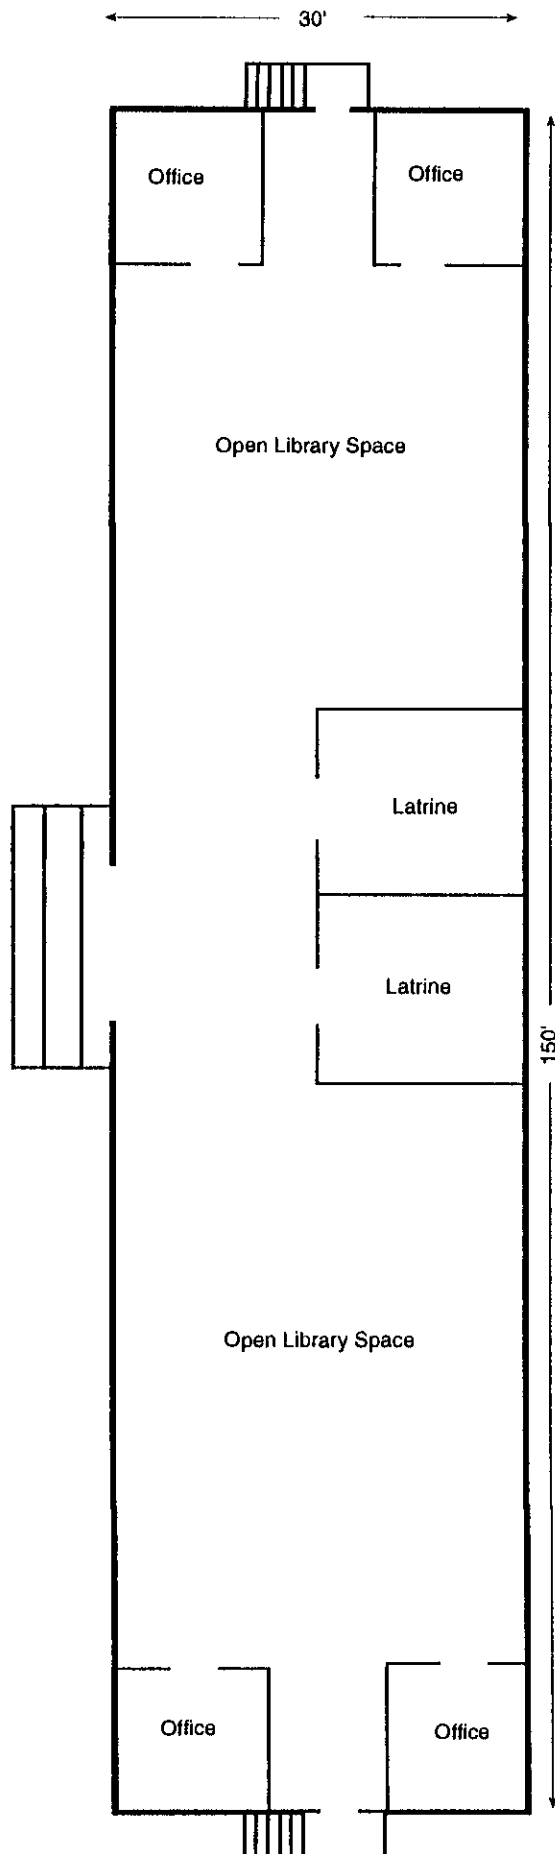 30'
Office
Office
Open Library Space
Latrine
Latrine
150'
Open Library Space
Office
Office